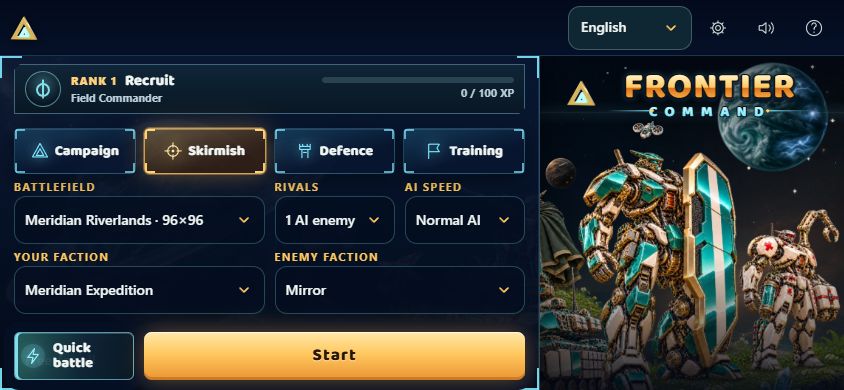 English
RANK 1 Recruit
Field Commander
0 / 100 XP
FRONTIER
COMMAND
Campaign
Skirmish
Defence
Training
BATTLEFIELD
RIVALS
AI SPEED
Meridian Riverlands · 96×96
1 AI enemy
Normal AI
YOUR FACTION
ENEMY FACTION
Meridian Expedition
Mirror
Quick
battle
Start